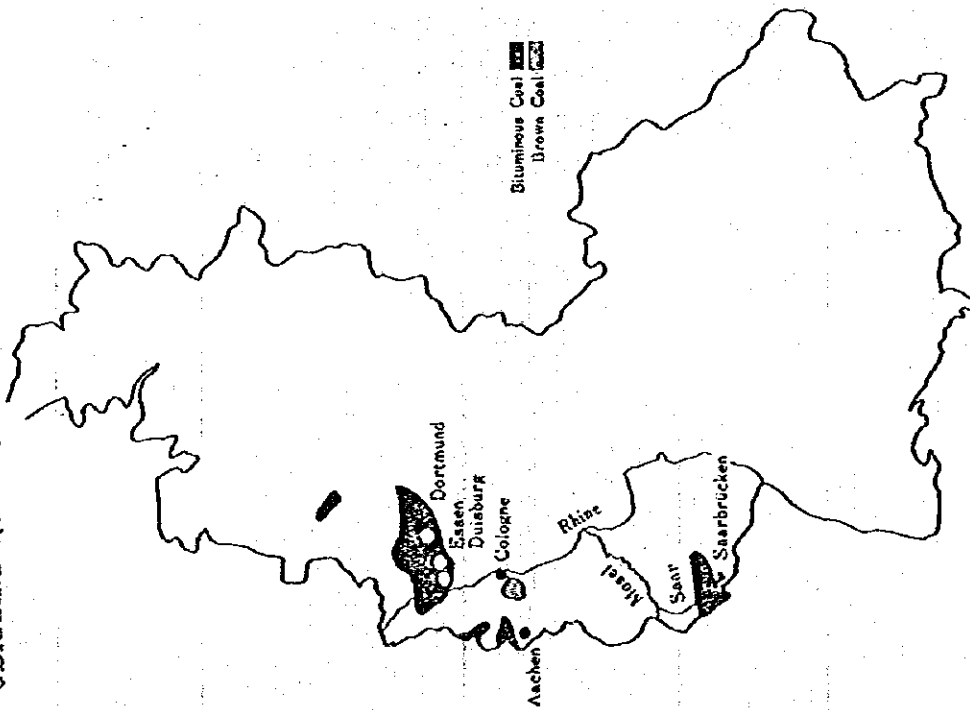 Bituminous Coal
Brown Coal
Dortmund
Essen
Duisburg
Cologne
Aachen
Rhine
Mosel
Saar
Saarbrücken